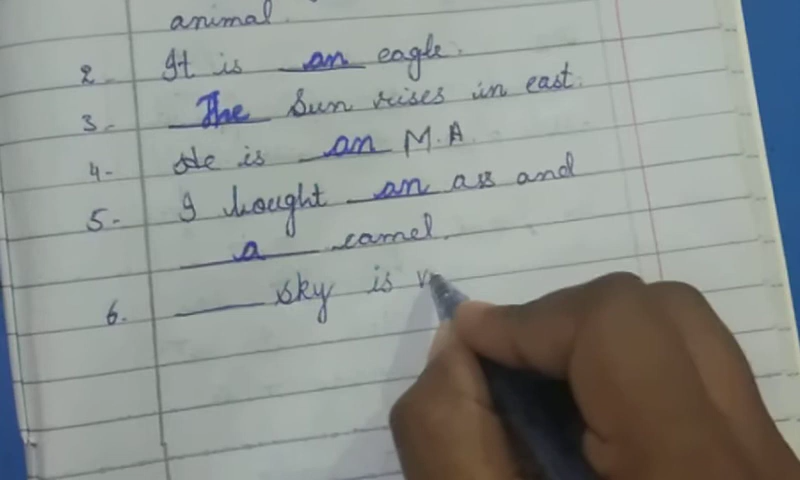 animal.
2. It is an eagle.
3. The Sun rises in east.
4. He is an M.A.
5. I bought an ass and
a camel.
6. ____ sky is